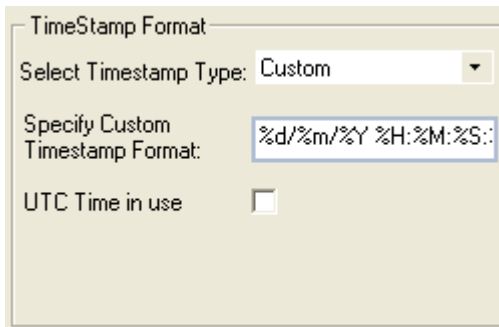 TimeStamp Format
Select Timestamp Type: Custom
Specify Custom
Timestamp Format: %d/%m/%Y %H:%M:%S:
UTC Time in use